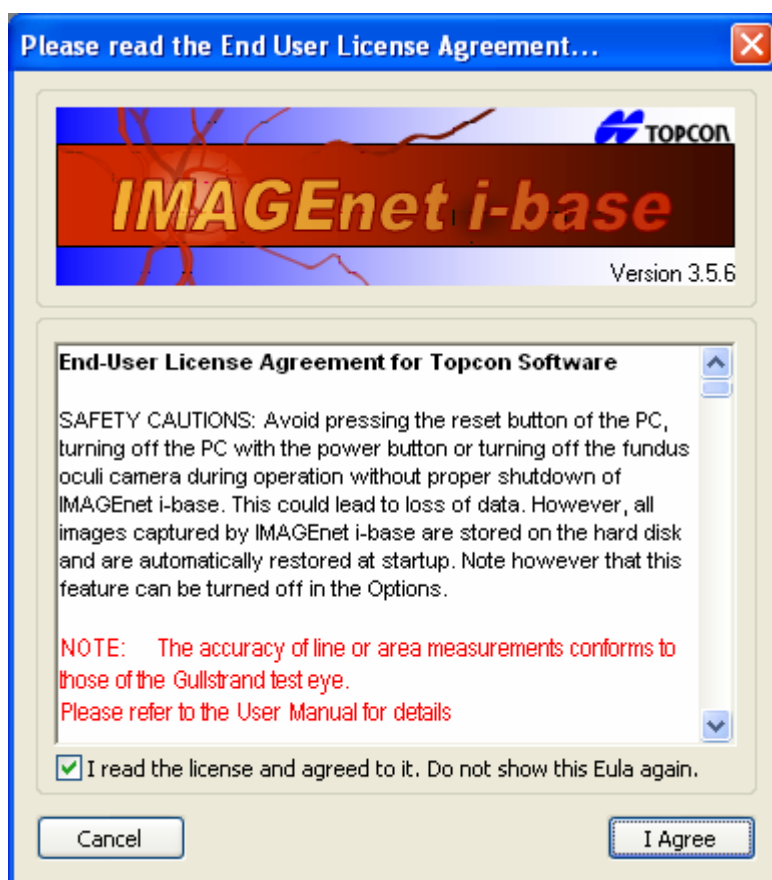 Please read the End User License Agreement...
TOPCON
IMAGEnet i-base
Version 3.5.6
End-User License Agreement for Topcon Software
SAFETY CAUTIONS: Avoid pressing the reset button of the PC,
turning off the PC with the power button or turning off the fundus
oculi camera during operation without proper shutdown of
IMAGEnet i-base. This could lead to loss of data. However, all
images captured by IMAGEnet i-base are stored on the hard disk
and are automatically restored at startup. Note however that this
feature can be turned off in the Options.
NOTE: The accuracy of line or area measurements conforms to
those of the Gullstrand test eye.
Please refer to the User Manual for details
I read the license and agreed to it. Do not show this Eula again.
Cancel
I Agree